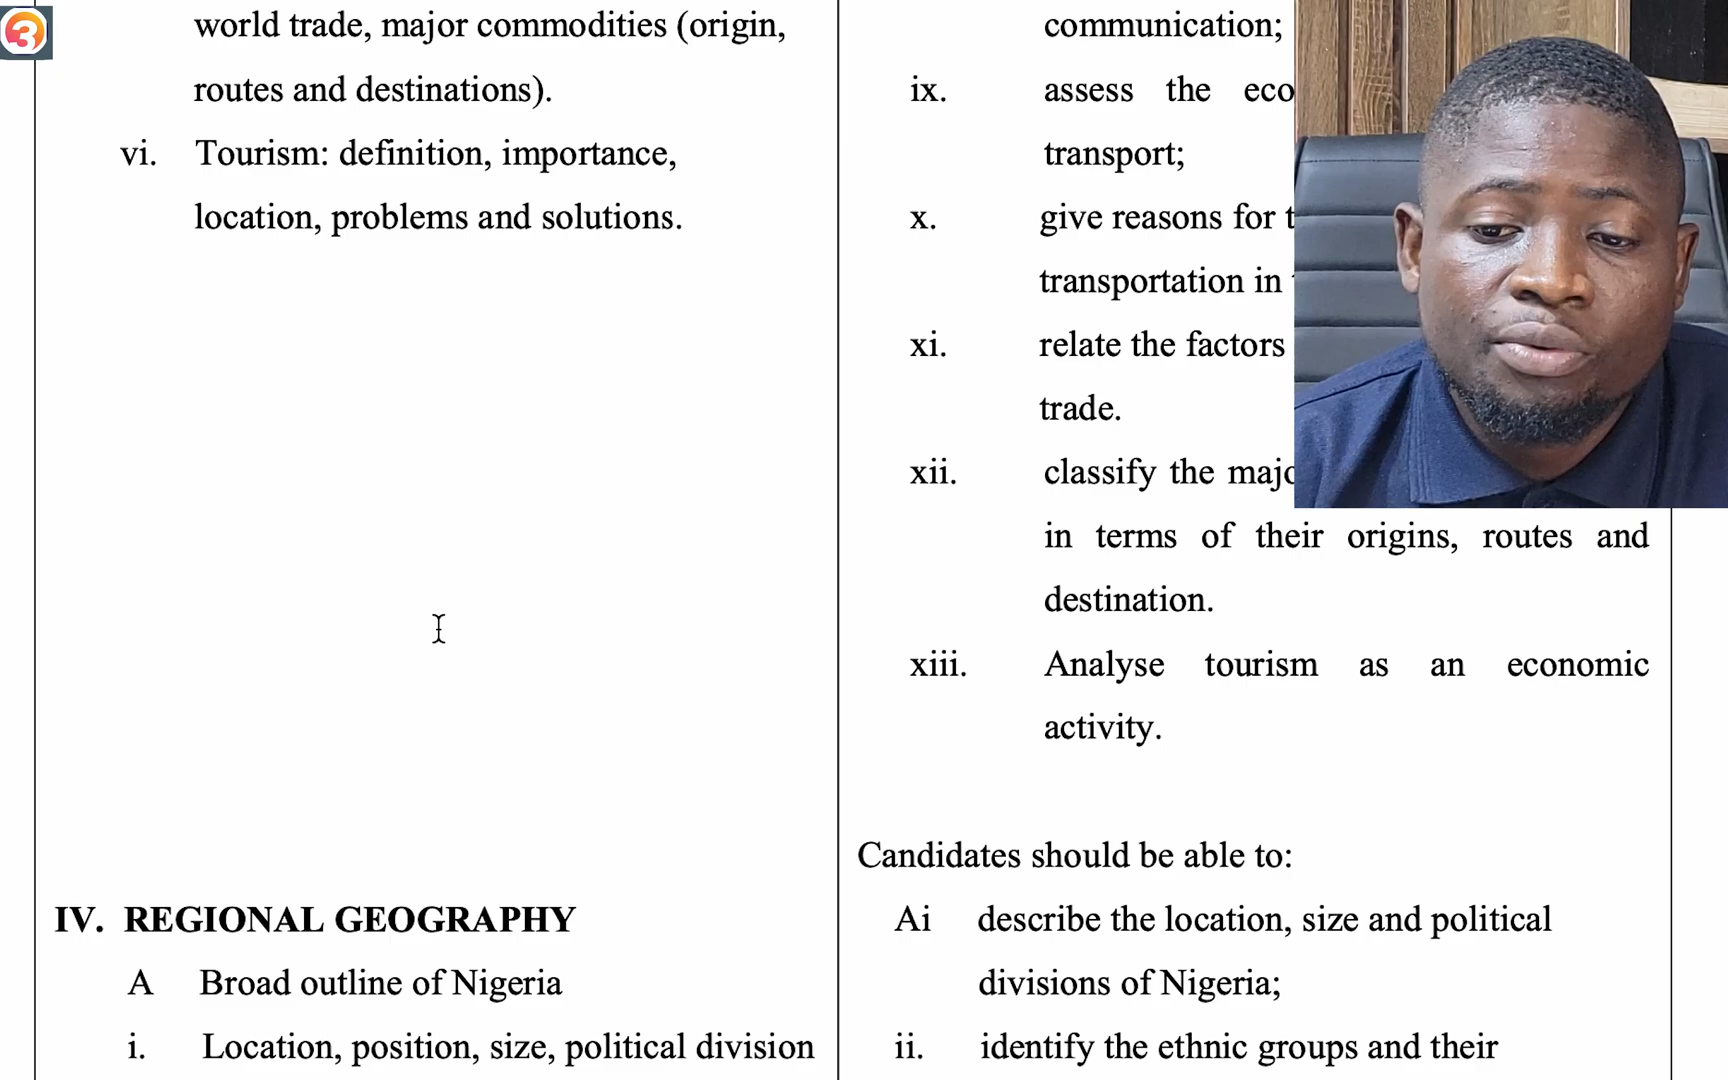 3
world trade, major commodities (origin,
routes and destinations).
vi. Tourism: definition, importance,
location, problems and solutions.
IV. REGIONAL GEOGRAPHY
A Broad outline of Nigeria
i. Location, position, size, political division
communication;
ix. assess the
transport;
x. give reasons for
transportation in
xi. relate the factors
trade.
xii. classify the
in terms of their origins, routes and
destination.
xiii. Analyse tourism as an economic
activity.
Candidates should be able to:
Ai describe the location, size and political
divisions of Nigeria;
ii. identify the ethnic groups and their